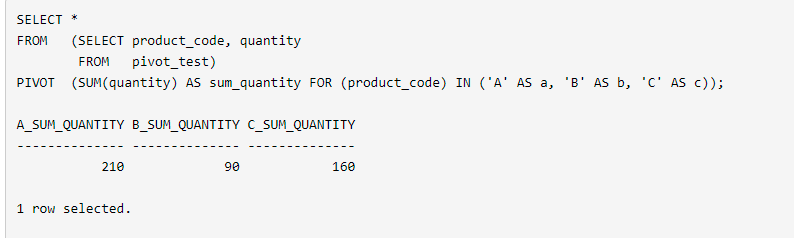 SELECT *
FROM   (SELECT product_code, quantity
        FROM   pivot_test)
PIVOT  (SUM(quantity) AS sum_quantity FOR (product_code) IN ('A' AS a, 'B' AS b, 'C' AS c));

A_SUM_QUANTITY B_SUM_QUANTITY C_SUM_QUANTITY
-------------- -------------- --------------
           210             90            160

1 row selected.